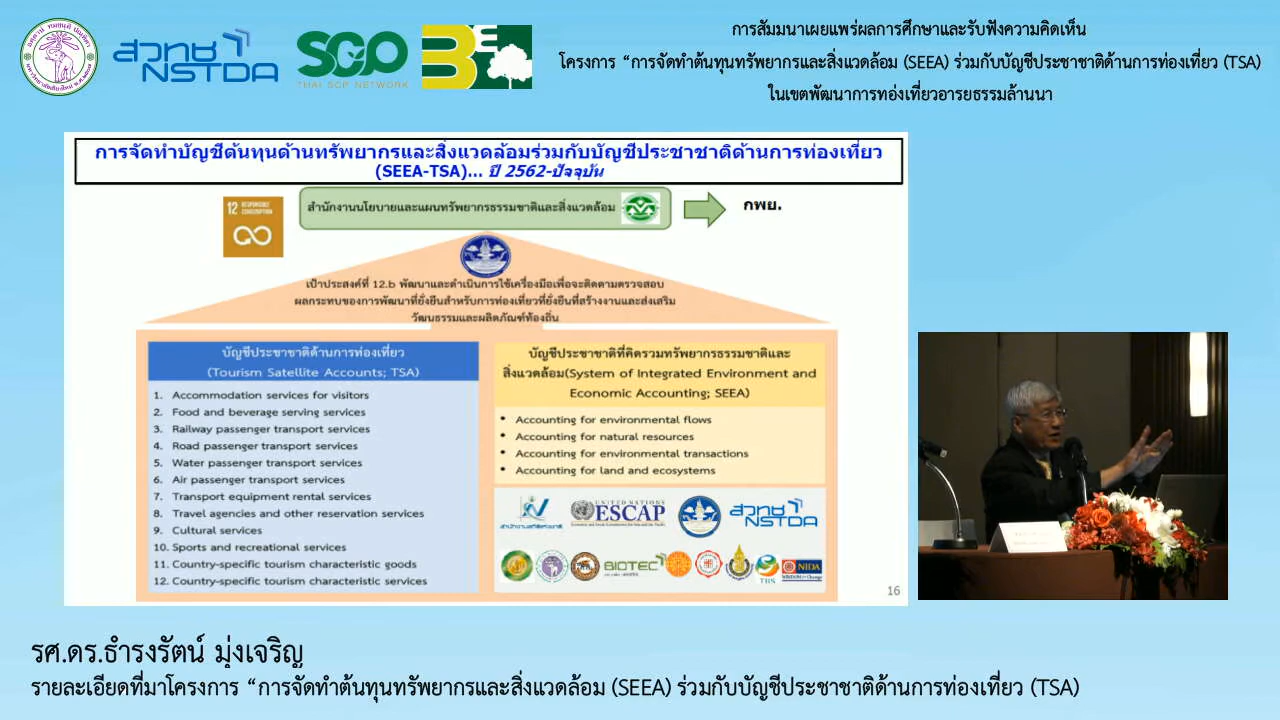 สวทช
NSTDA
SCP
THAI SCP NETWORK
3BE
การสัมมนาเผยแพร่ผลการศึกษาและรับฟังความคิดเห็น
โครงการ “การจัดทำต้นทุนทรัพยากรและสิ่งแวดล้อม (SEEA) ร่วมกับบัญชีประชาชาติด้านการท่องเที่ยว (TSA)
ในเขตพัฒนาการทอ่งเที่ยวอารยธรรมล้านนา
การจัดทำบัญชีต้นทุนด้านทรัพยากรและสิ่งแวดล้อมร่วมกับบัญชีประชาชาติด้านการท่องเที่ยว
(SEEA-TSA)... ปี 2562-ปัจจุบัน
12 RESPONSIBLE
CONSUMPTION
สำนักงานนโยบายและแผนทรัพยากรธรรมชาติและสิ่งแวดล้อม
กพย.
เป้าประสงค์ที่ 12.b พัฒนาและดำเนินการใช้เครื่องมือเพื่อจะติดตามตรวจสอบ
ผลกระทบของการพัฒนาที่ยั่งยืนสำหรับการท่องเที่ยวที่ยั่งยืนที่สร้างงานและส่งเสริม
วัฒนธรรมและผลิตภัณฑ์ท้องถิ่น
บัญชีประชาชาติด้านการท่องเที่ยว
(Tourism Satellite Accounts; TSA)
1. Accommodation services for visitors
2. Food and beverage serving services
3. Railway passenger transport services
4. Road passenger transport services
5. Water passenger transport services
6. Air passenger transport services
7. Transport equipment rental services
8. Travel agencies and other reservation services
9. Cultural services
10. Sports and recreational services
11. Country-specific tourism characteristic goods
12. Country-specific tourism characteristic services
บัญชีประชาชาติที่คิดรวมทรัพยากรธรรมชาติและ
สิ่งแวดล้อม(System of Integrated Environment and
Economic Accounting; SEEA)
• Accounting for environmental flows
• Accounting for natural resources
• Accounting for environmental transactions
• Accounting for land and ecosystems
สำนักงานสถิติแห่งชาติ
UNITED NATIONS
ESCAP
สวทช
NSTDA
BIOTEC
TBS
NIDA
WISDOM for Change
16
รศ.ดร.ธำรงรัตน์ มุ่งเจริญ
รายละเอียดที่มาโครงการ “การจัดทำต้นทุนทรัพยากรและสิ่งแวดล้อม (SEEA) ร่วมกับบัญชีประชาชาติด้านการท่องเที่ยว (TSA)